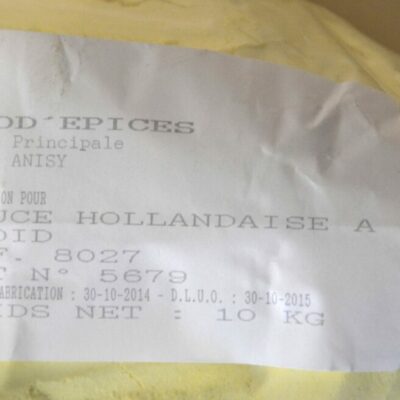 OD'EPICES
Principale
ANISY
ON POUR
UCE HOLLANDAISE A
OID
F. 8027
T N° 5679
ABRICATION : 30-10-2014 - D.L.U.O. : 30-10-2015
IDS NET : 10 KG